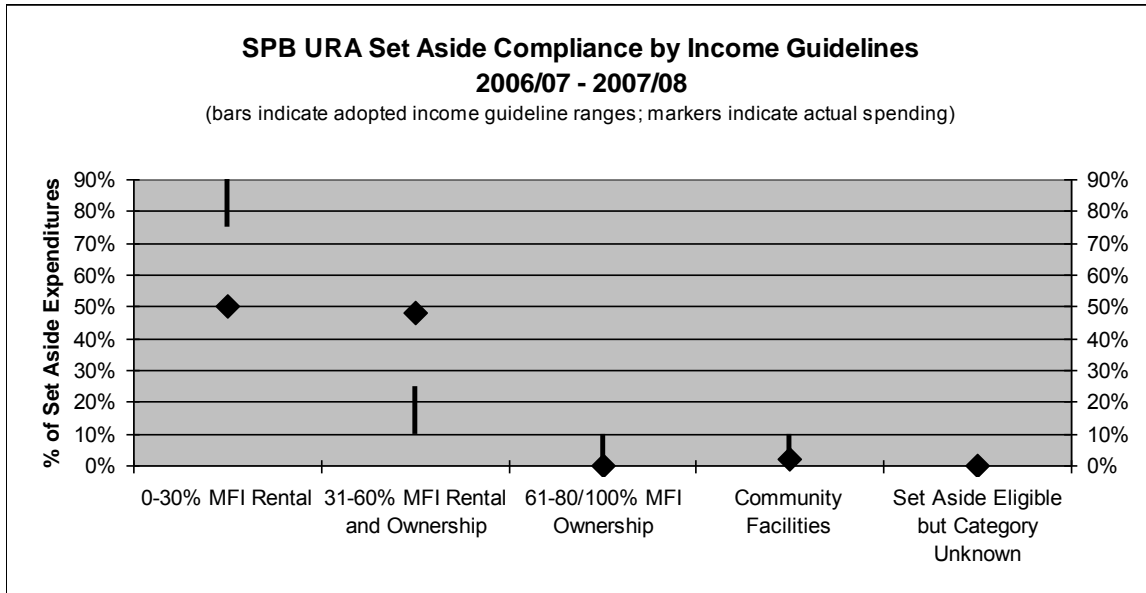 SPB URA Set Aside Compliance by Income Guidelines
2006/07 - 2007/08
(bars indicate adopted income guideline ranges; markers indicate actual spending)
% of Set Aside Expenditures
90% 90%
80% 80%
70% 70%
60% 60%
50% 50%
40% 40%
30% 30%
20% 20%
10% 10%
0% 0%
0-30% MFI Rental
31-60% MFI Rental
and Ownership
61-80/100% MFI
Ownership
Community
Facilities
Set Aside Eligible
but Category
Unknown